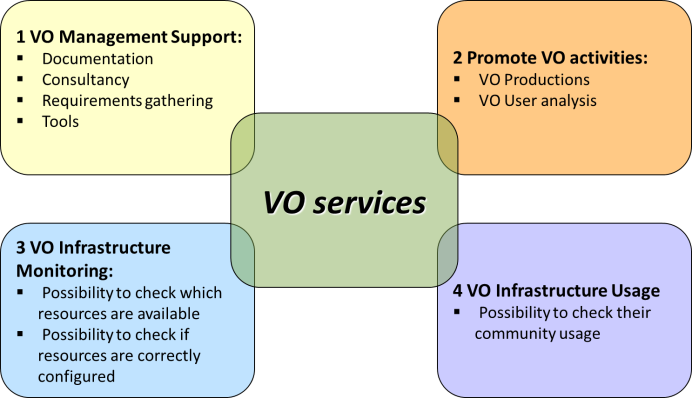 1 VO Management Support:
▪ Documentation
▪ Consultancy
▪ Requirements gathering
▪ Tools
2 Promote VO activities:
▪ VO Productions
▪ VO User analysis
VO services
3 VO Infrastructure
Monitoring:
▪ Possibility to check which
resources are available
▪ Possibility to check if
resources are correctly
configured
4 VO Infrastructure Usage
▪ Possibility to check their
community usage